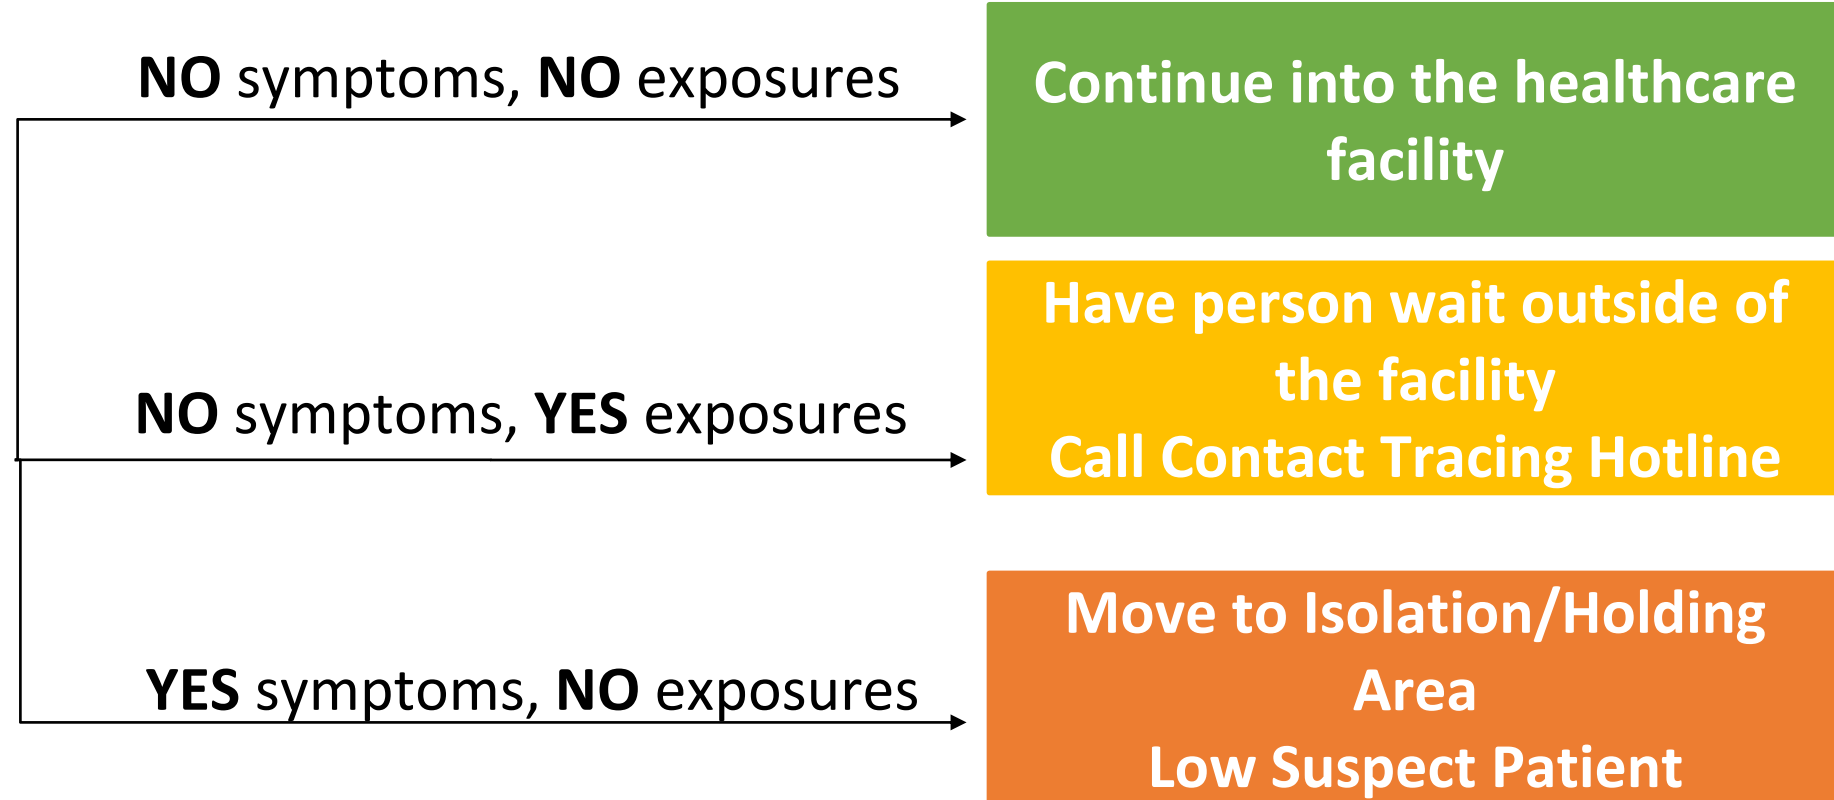 NO symptoms, NO exposures
Continue into the healthcare
facility
NO symptoms, YES exposures
Have person wait outside of
the facility
Call Contact Tracing Hotline
YES symptoms, NO exposures
Move to Isolation/Holding
Area
Low Suspect Patient